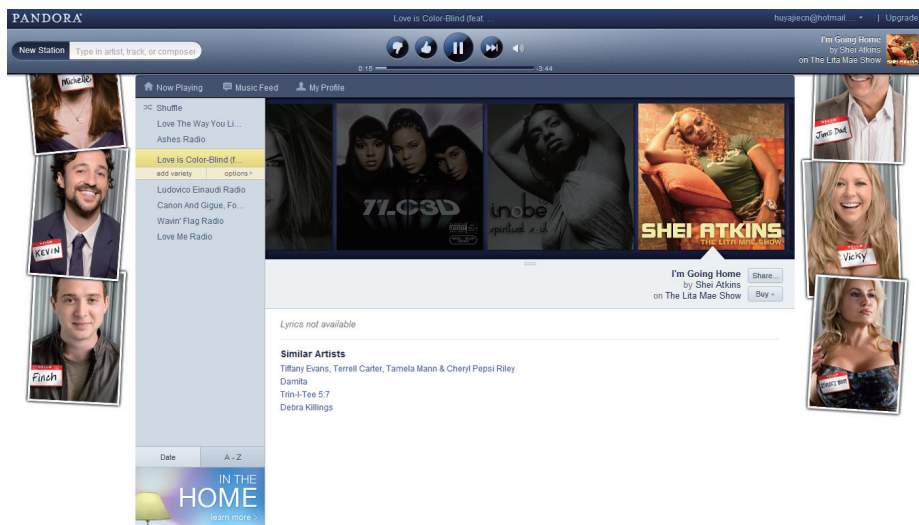 PANDORA
Love is Color-Blind (feat. ...
huyajiecn@hotmail....
| Upgrade
New Station
Type in artist, track, or composer
0:15
-3:44
I'm Going Home
by Shei Atkins
on The Lita Mae Show
Now Playing
Music Feed
My Profile
Shuffle
Love The Way You Li...
Ashes Radio
Love is Color-Blind (f...
add variety
options
Ludovico Einaudi Radio
Canon And Gigue, Fo...
Wavin' Flag Radio
Love Me Radio
Date
A - Z
IN THE
HOME
learn more >
TLC3D
SHEI ATKINS
THE LITA MAE SHOW
I'm Going Home
by Shei Atkins
on The Lita Mae Show
Share...
Buy
Lyrics not available
Similar Artists
Tiffany Evans, Terrell Carter, Tamela Mann & Cheryl Pepsi Riley
Damita
Trin-I-Tee 5:7
Debra Killings
Michelle
KEVIN
Finch
Jim's Dad
Vicky